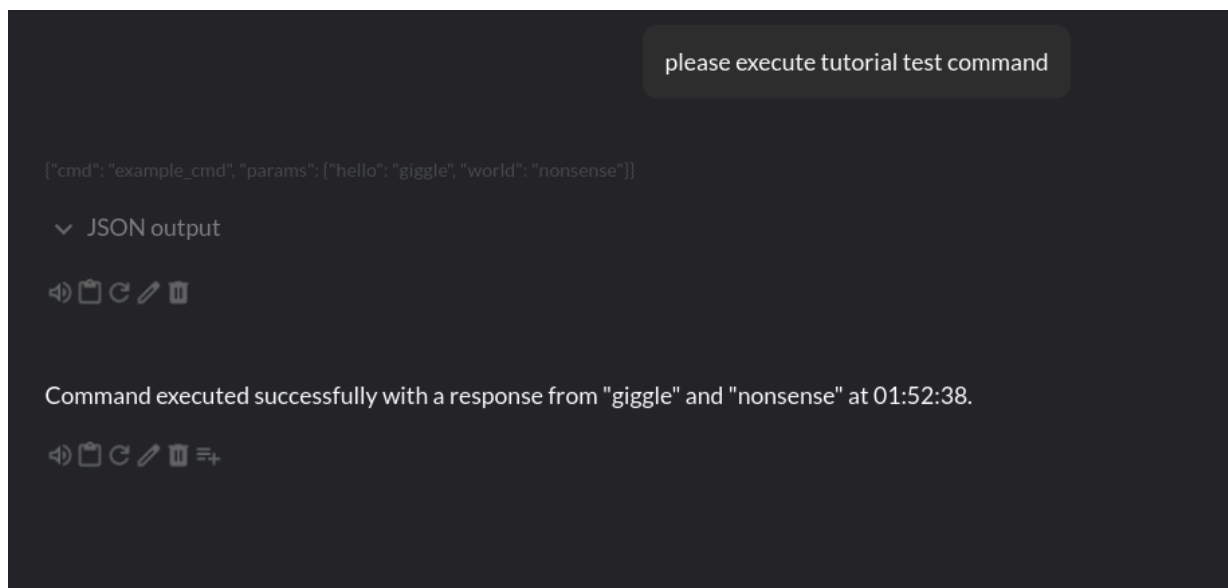 please execute tutorial test command
{"cmd": "example_cmd", "params": {"hello": "giggle", "world": "nonsense"}}
JSON output
Command executed successfully with a response from "giggle" and "nonsense" at 01:52:38.